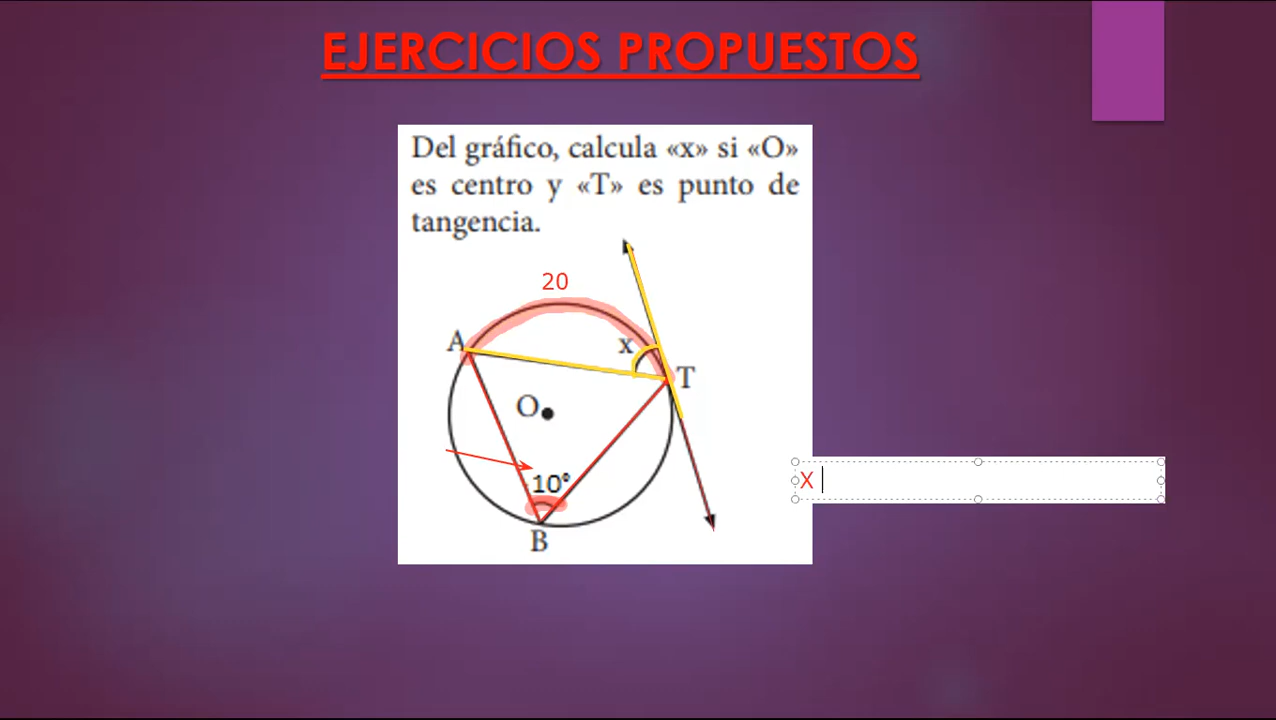 EJERCICIOS PROPUESTOS
Del gráfico, calcula «x» si «O»
es centro y «T» es punto de
tangencia.
20
A
x
T
O
10°
X
B